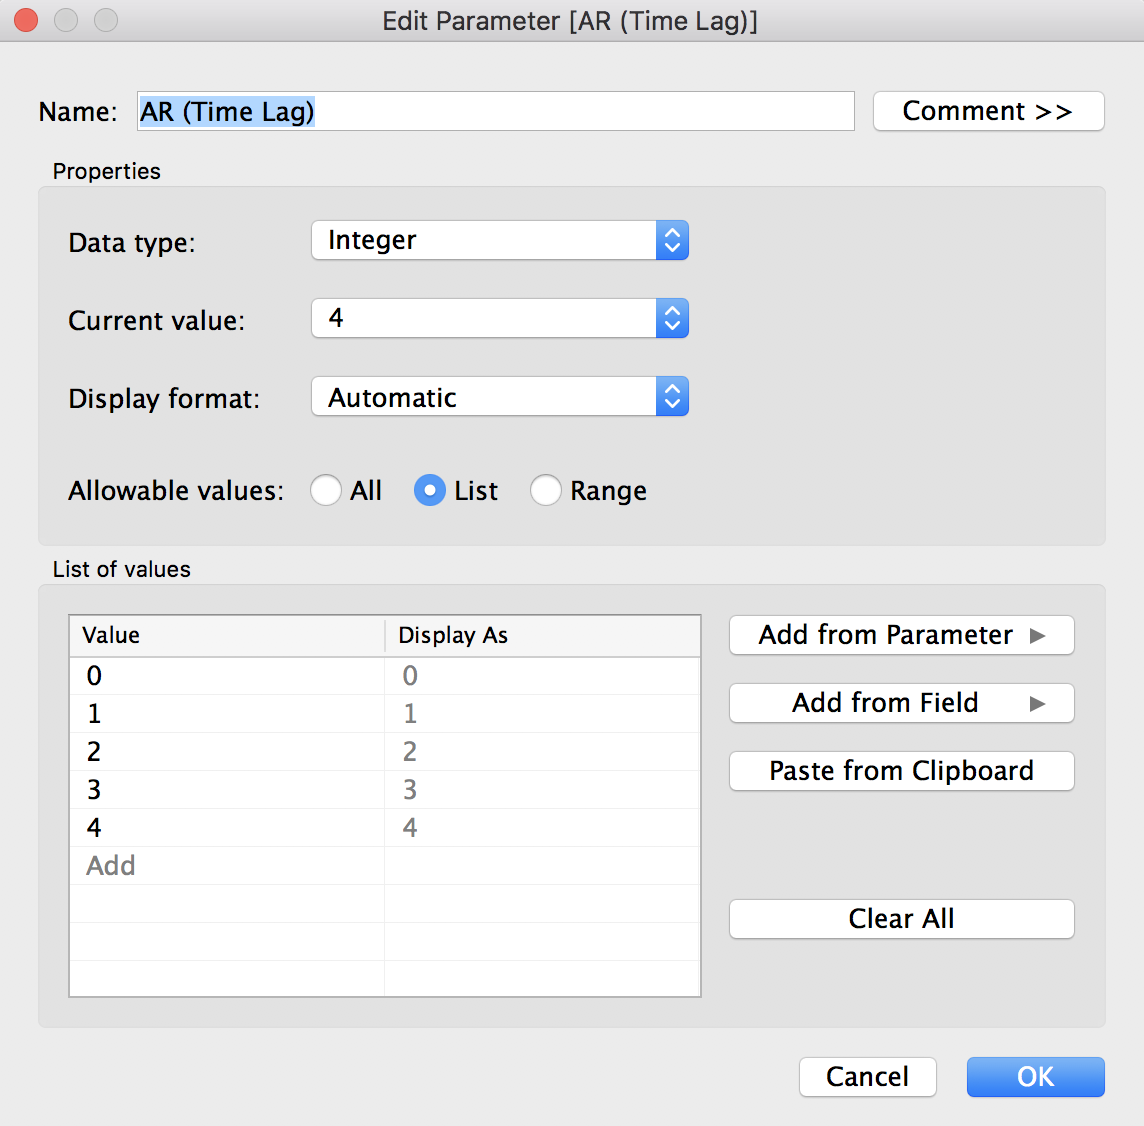 Edit Parameter [AR (Time Lag)]
Name: AR (Time Lag) Comment >>
Properties
Data type: Integer
Current value: 4
Display format: Automatic
Allowable values: All List Range
List of values
Value Display As
0 0
1 1
2 2
3 3
4 4
Add
Add from Parameter
Add from Field
Paste from Clipboard
Clear All
Cancel OK